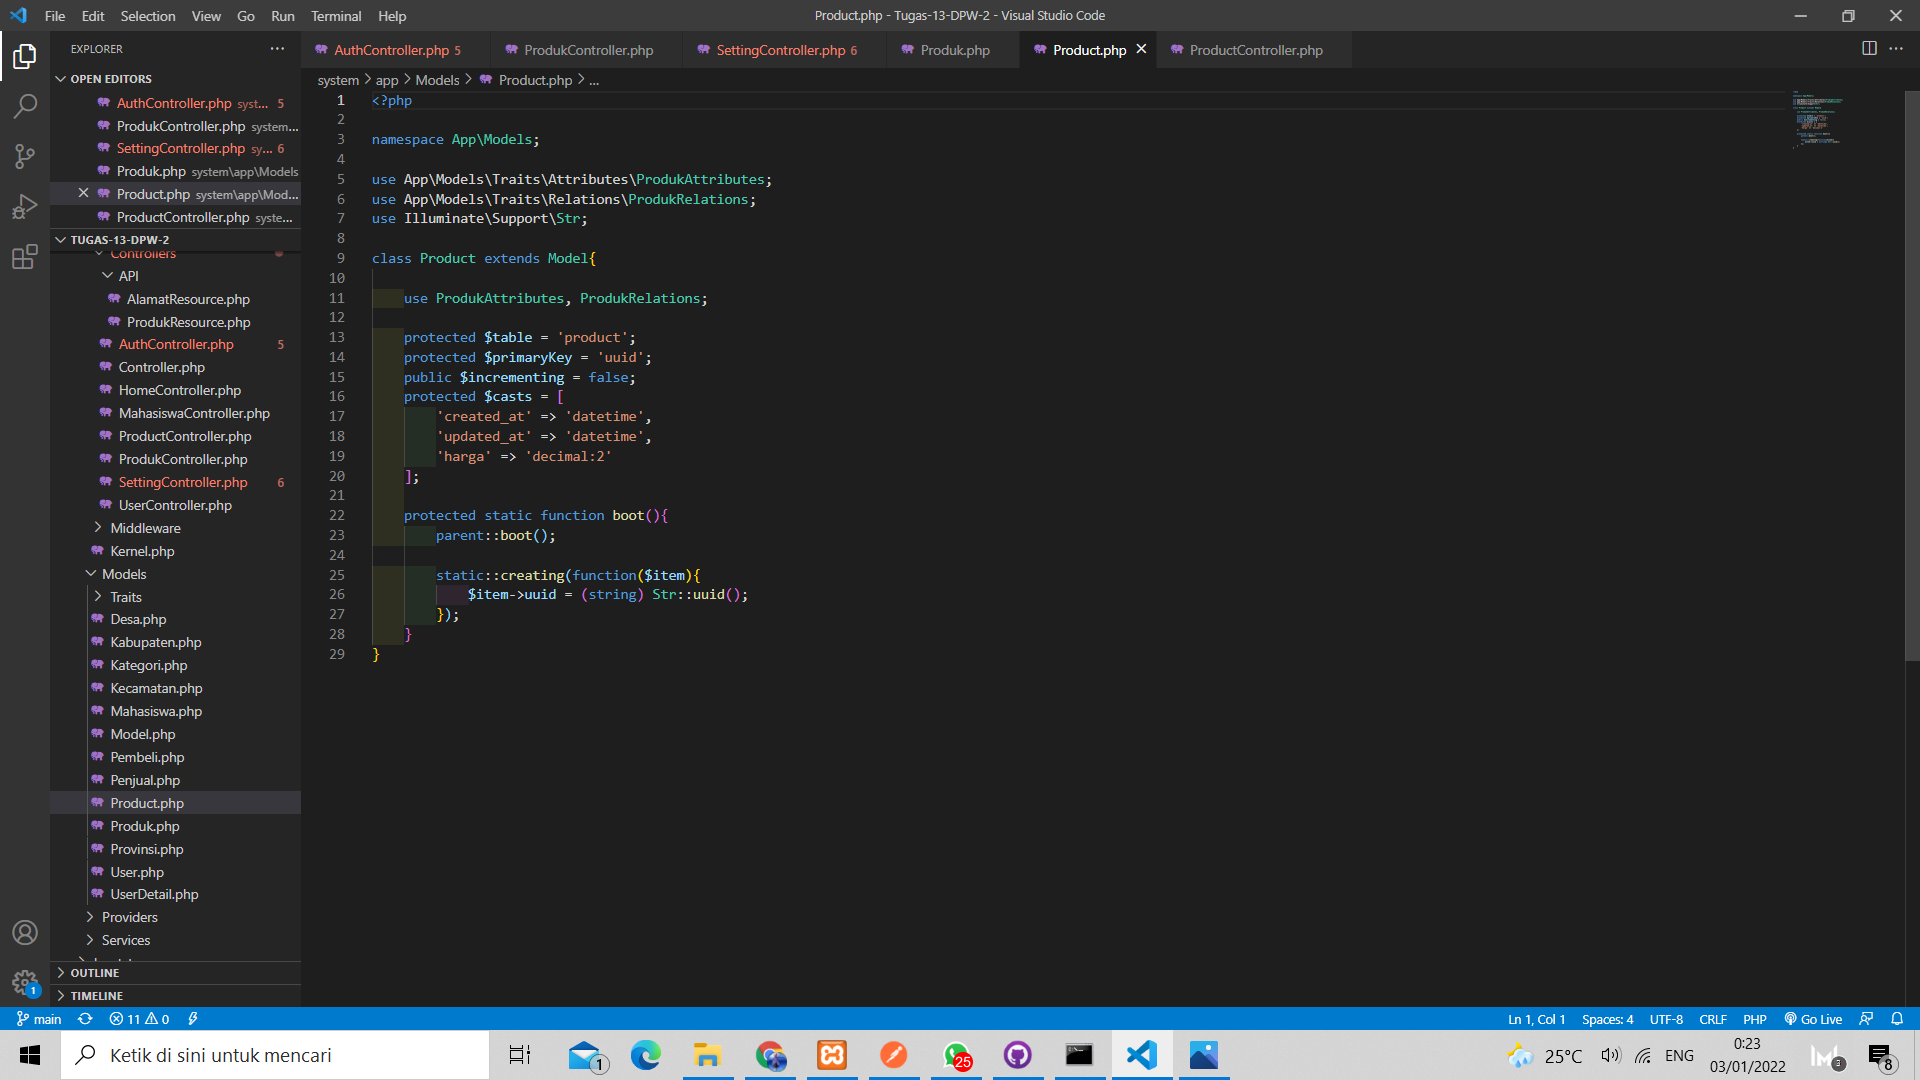 File Edit Selection View Go Run Terminal Help
Product.php - Tugas-13-DPW-2 - Visual Studio Code
EXPLORER
AuthController.php 5
ProdukController.php
SettingController.php 6
Produk.php
Product.php
ProductController.php
OPEN EDITORS
AuthController.php syst... 5
ProdukController.php system...
SettingController.php sy... 6
Produk.php system\app\Models
Product.php system\app\Mod...
ProductController.php syste...
TUGAS-13-DPW-2
Controllers
API
AlamatResource.php
ProdukResource.php
AuthController.php 5
Controller.php
HomeController.php
MahasiswaController.php
ProductController.php
ProdukController.php
SettingController.php 6
UserController.php
Middleware
Kernel.php
Models
Traits
Desa.php
Kabupaten.php
Kategori.php
Kecamatan.php
Mahasiswa.php
Model.php
Pembeli.php
Penjual.php
Product.php
Produk.php
Provinsi.php
User.php
UserDetail.php
Providers
Services
OUTLINE
TIMELINE
system > app > Models > Product.php > ...
1 <?php
2
3 namespace App\Models;
4
5 use App\Models\Traits\Attributes\ProdukAttributes;
6 use App\Models\Traits\Relations\ProdukRelations;
7 use Illuminate\Support\Str;
8
9 class Product extends Model{
10
11 use ProdukAttributes, ProdukRelations;
12
13 protected $table = 'product';
14 protected $primaryKey = 'uuid';
15 public $incrementing = false;
16 protected $casts = [
17 'created_at' => 'datetime',
18 'updated_at' => 'datetime',
19 'harga' => 'decimal:2'
20 ];
21
22 protected static function boot(){
23 parent::boot();
24
25 static::creating(function($item){
26 $item->uuid = (string) Str::uuid();
27 });
28 }
29 }
1
main 11 0
Ln 1, Col 1 Spaces: 4 UTF-8 CRLF PHP Go Live
Ketik di sini untuk mencari
1
25
25°C
ENG
0:23
03/01/2022
3
8